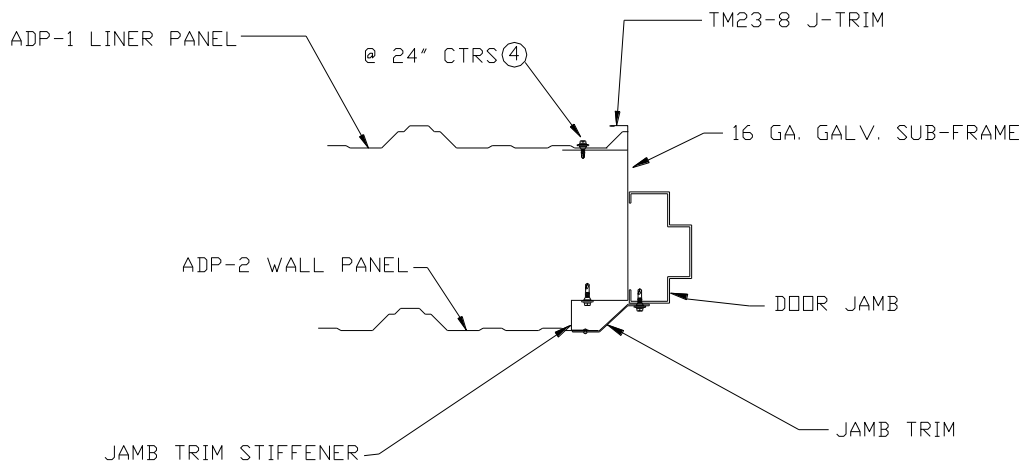 TM23-8 J-TRIM
ADP-1 LINER PANEL
@ 24" CTRS 4
16 GA. GALV. SUB-FRAME
ADP-2 WALL PANEL
DOOR JAMB
JAMB TRIM
JAMB TRIM STIFFENER